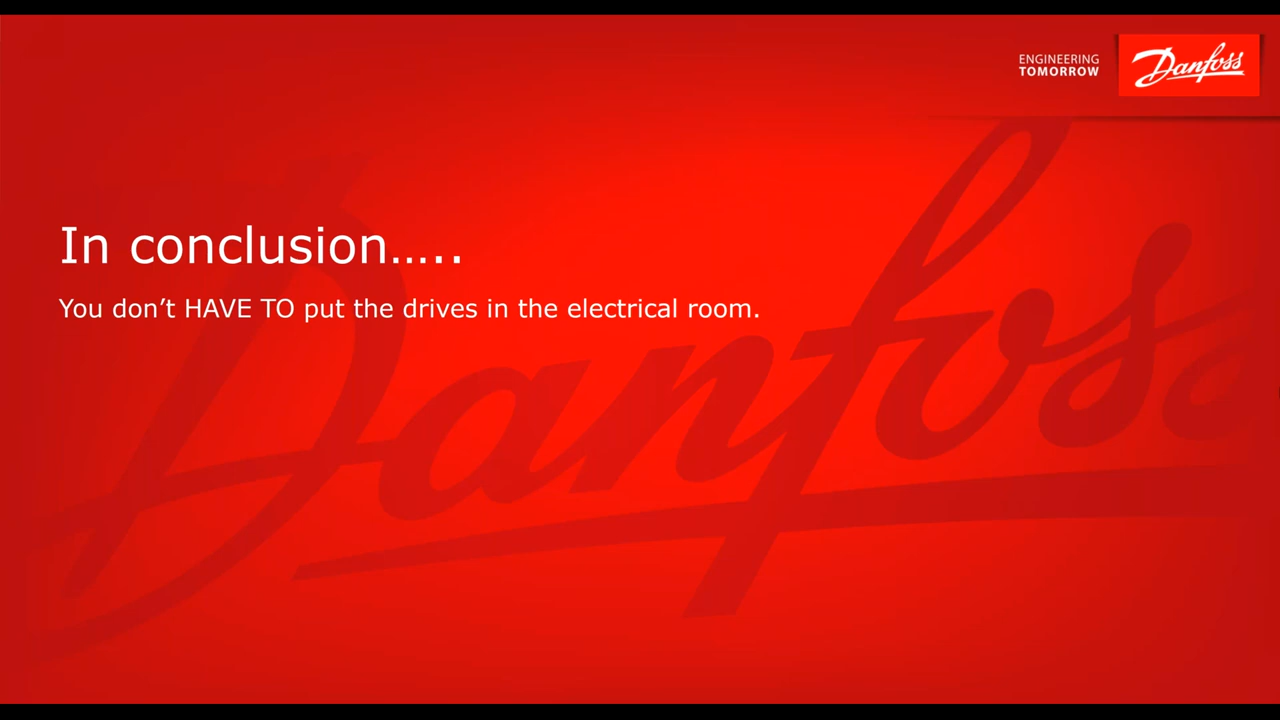 ENGINEERING
TOMORROW
Danfoss
In conclusion…..
You don’t HAVE TO put the drives in the electrical room.
Danfoss